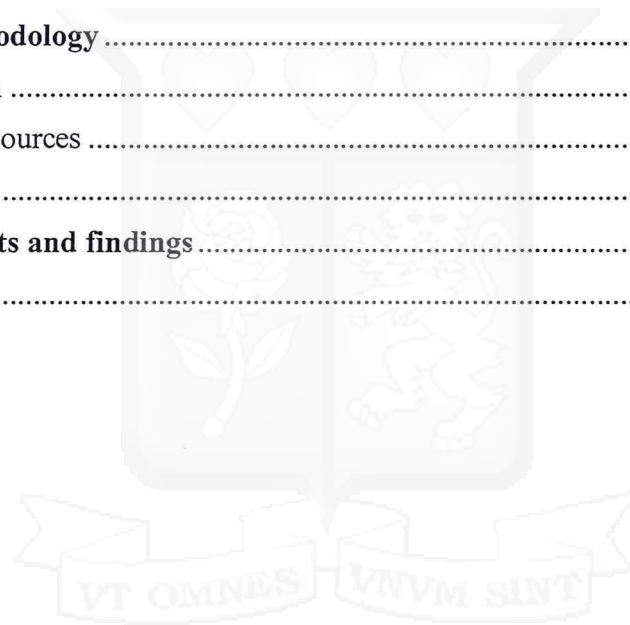 odology ........................................................................
l ........................................................................
ources ........................................................................
........................................................................
ts and findings ........................................................................
........................................................................
VT OMNES VNVM SINT